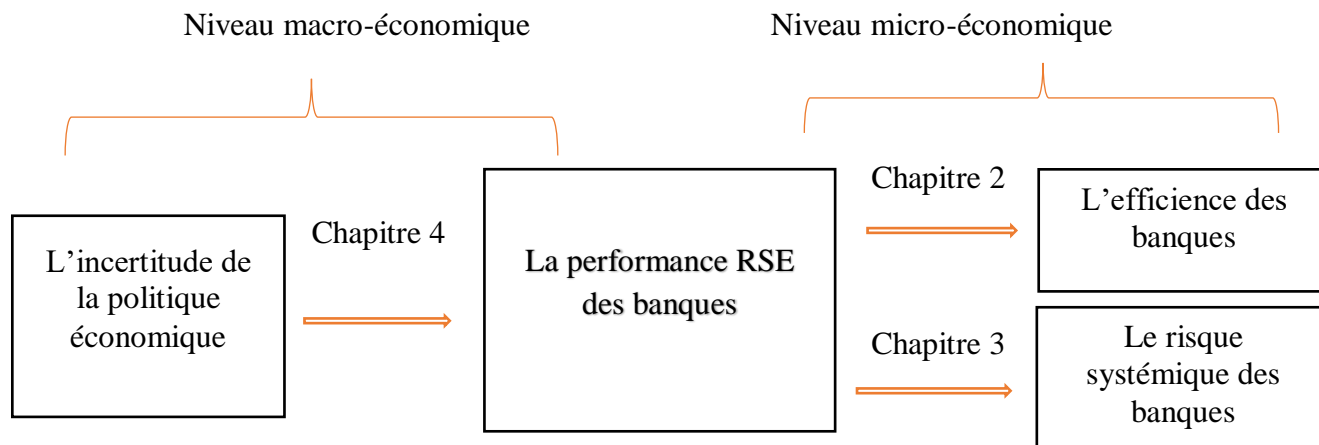 Niveau macro-économique
Niveau micro-économique
L’incertitude de
la politique
économique
Chapitre 4
La performance RSE
des banques
Chapitre 2
L’efficience des
banques
Chapitre 3
Le risque
systémique des
banques